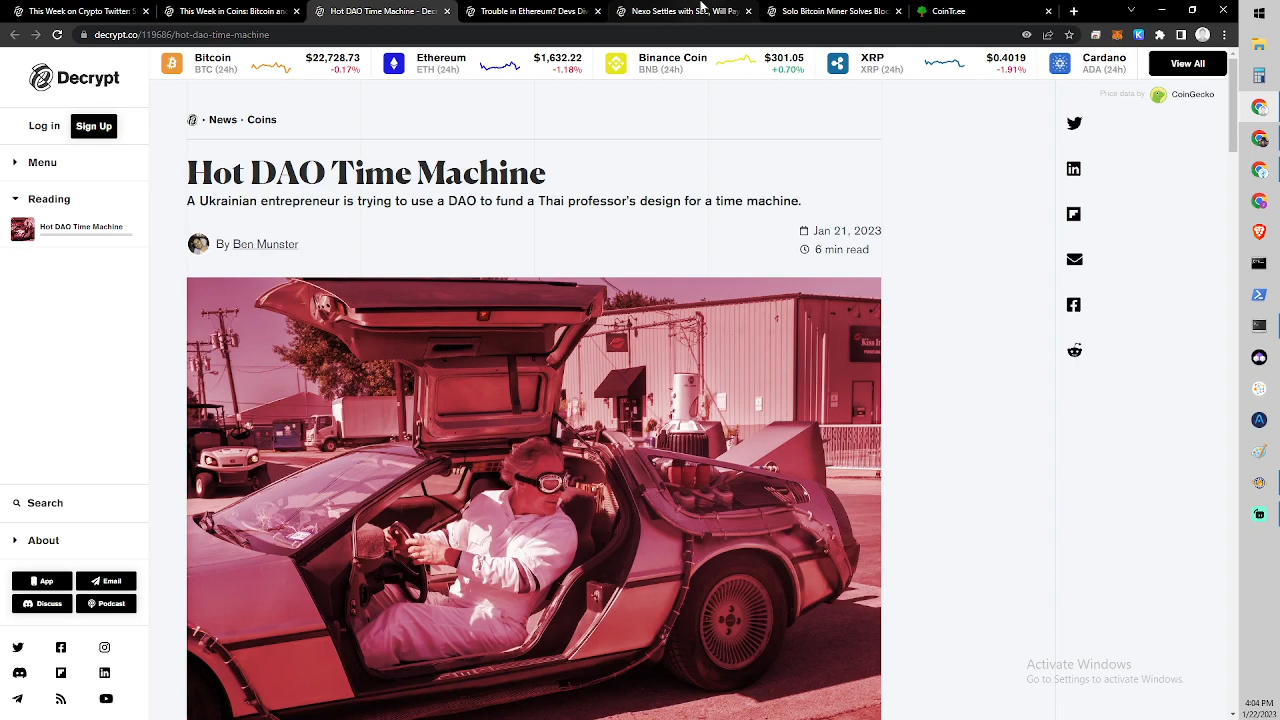 This Week on Crypto Twitter: S
This Week in Coins: Bitcoin an
Hot DAO Time Machine - Dec
Trouble in Ethereum? Devs Div
Nexo Settles with SEC, Will Pay
Solo Bitcoin Miner Solves Block
CoinTree
decrypt.co/119686/hot-dao-time-machine
Decrypt
Bitcoin $22,728.73
BTC (24h) -0.17%
Ethereum $1,632.22
ETH (24h) -1.18%
Binance Coin $301.05
BNB (24h) +0.70%
XRP $0.4019
XRP (24h) -1.91%
Cardano
ADA (24h)
View All
Price data by CoinGecko
Log in Sign Up
Menu
Reading
Hot DAO Time Machine
· News · Coins
Hot DAO Time Machine
A Ukrainian entrepreneur is trying to use a DAO to fund a Thai professor's design for a time machine.
By Ben Munster
Jan 21, 2023
6 min read
Search
About
App Email
Discuss Podcast
Activate Windows
Go to Settings to activate Windows.
4:04 PM
1/22/2023